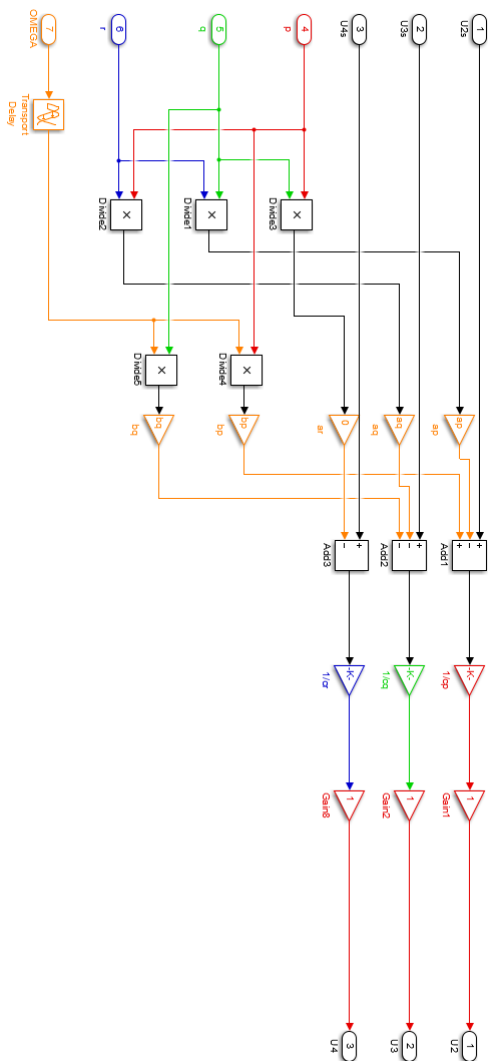 1
U2s
ap
ap
+
−
+
Add1
-K-
1/cp
1
Gain1
1
U2
2
U3s
aq
aq
+
−
−
Add2
-K-
1/cq
1
Gain2
2
U3
3
U4s
0
ar
+
−
Add3
-K-
1/cr
1
Gain8
3
U4
4
p
×
Divide3
5
q
×
Divide1
bp
bp
×
Divide4
6
r
×
Divide2
×
Divide5
bq
bq
7
OMEGA
Transport
Delay